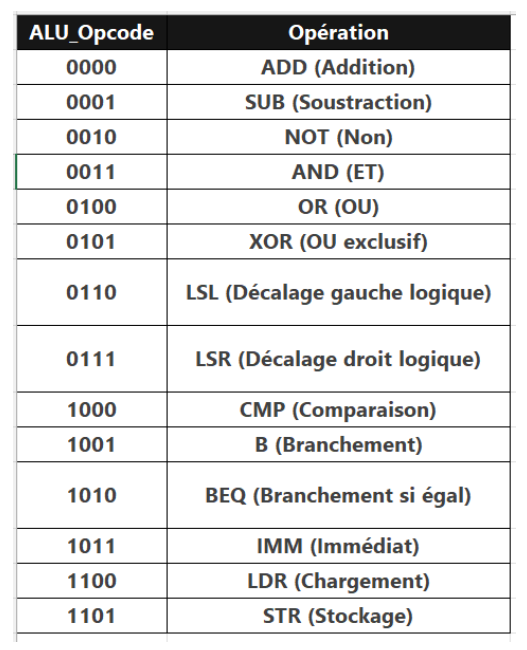 ALU_Opcode Opération
0000 ADD (Addition)
0001 SUB (Soustraction)
0010 NOT (Non)
0011 AND (ET)
0100 OR (OU)
0101 XOR (OU exclusif)
0110 LSL (Décalage gauche logique)
0111 LSR (Décalage droit logique)
1000 CMP (Comparaison)
1001 B (Branchement)
1010 BEQ (Branchement si égal)
1011 IMM (Immédiat)
1100 LDR (Chargement)
1101 STR (Stockage)